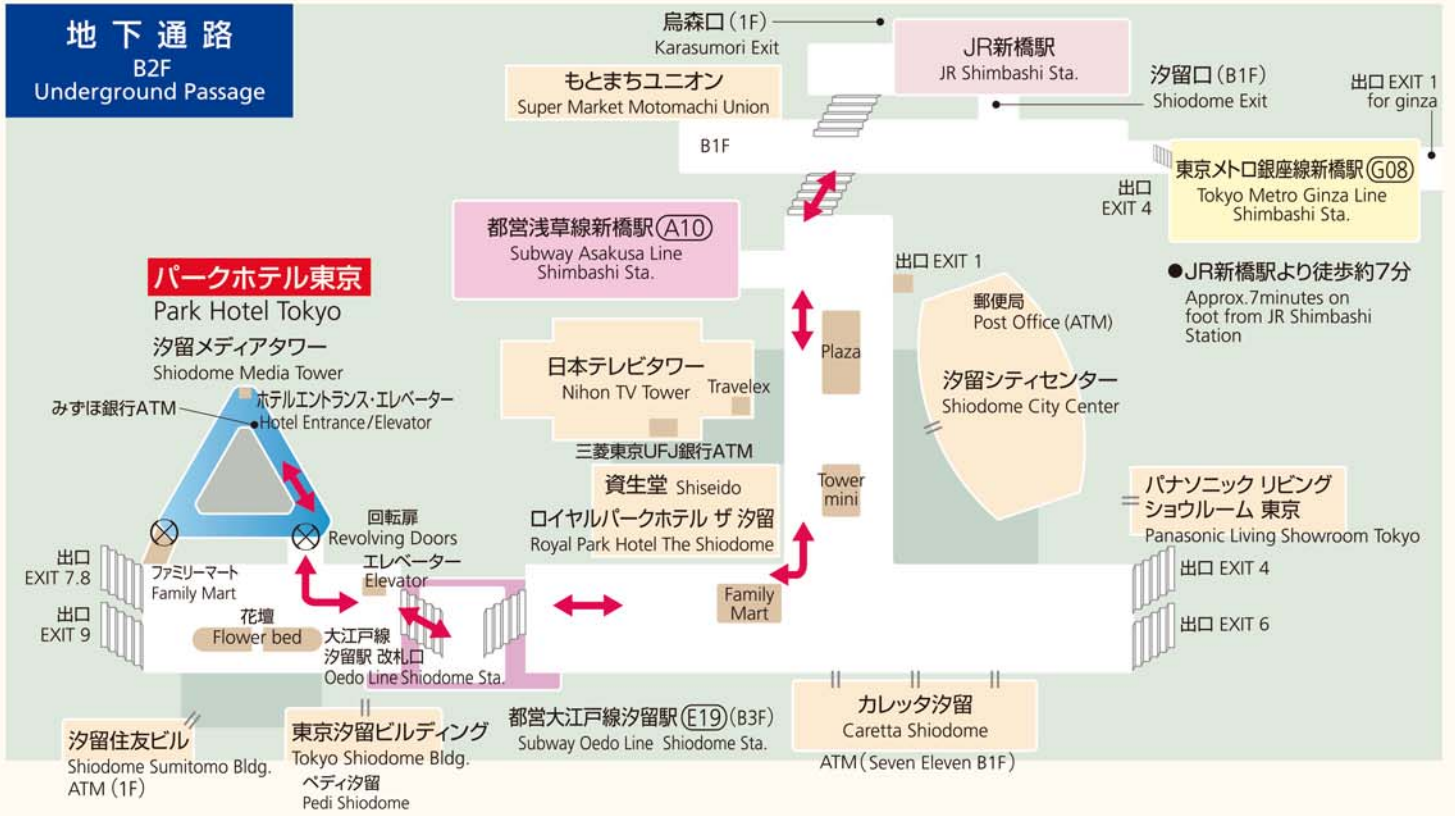 地下通路
B2F
Underground Passage
烏森口(1F)
Karasumori Exit
JR新橋駅
JR Shimbashi Sta.
汐留口(B1F)
Shiodome Exit
出口 EXIT 1
for ginza
もとまちユニオン
Super Market Motomachi Union
B1F
出口
EXIT 4
東京メトロ銀座線新橋駅 G08
Tokyo Metro Ginza Line
Shimbashi Sta.
都営浅草線新橋駅 A10
Subway Asakusa Line
Shimbashi Sta.
●JR新橋駅より徒歩約7分
Approx.7minutes on
foot from JR Shimbashi
Station
出口 EXIT 1
郵便局
Post Office (ATM)
パークホテル東京
Park Hotel Tokyo
汐留メディアタワー
Shiodome Media Tower
みずほ銀行ATM
ホテルエントランス・エレベーター
Hotel Entrance/Elevator
日本テレビタワー
Nihon TV Tower
Travelex
三菱東京UFJ銀行ATM
Plaza
汐留シティセンター
Shiodome City Center
資生堂 Shiseido
ロイヤルパークホテル ザ 汐留
Royal Park Hotel The Shiodome
Tower
mini
パナソニック リビング
ショウルーム 東京
Panasonic Living Showroom Tokyo
回転扉
Revolving Doors
エレベーター
Elevator
出口
EXIT 7.8
ファミリーマート
Family Mart
出口
EXIT 9
花壇
Flower bed
大江戸線
汐留駅 改札口
Oedo Line Shiodome Sta.
Family
Mart
出口 EXIT 4
出口 EXIT 6
汐留住友ビル
Shiodome Sumitomo Bldg.
ATM (1F)
東京汐留ビルディング
Tokyo Shiodome Bldg.
ペディ汐留
Pedi Shiodome
都営大江戸線汐留駅 E19 (B3F)
Subway Oedo Line Shiodome Sta.
カレッタ汐留
Caretta Shiodome
ATM (Seven Eleven B1F)